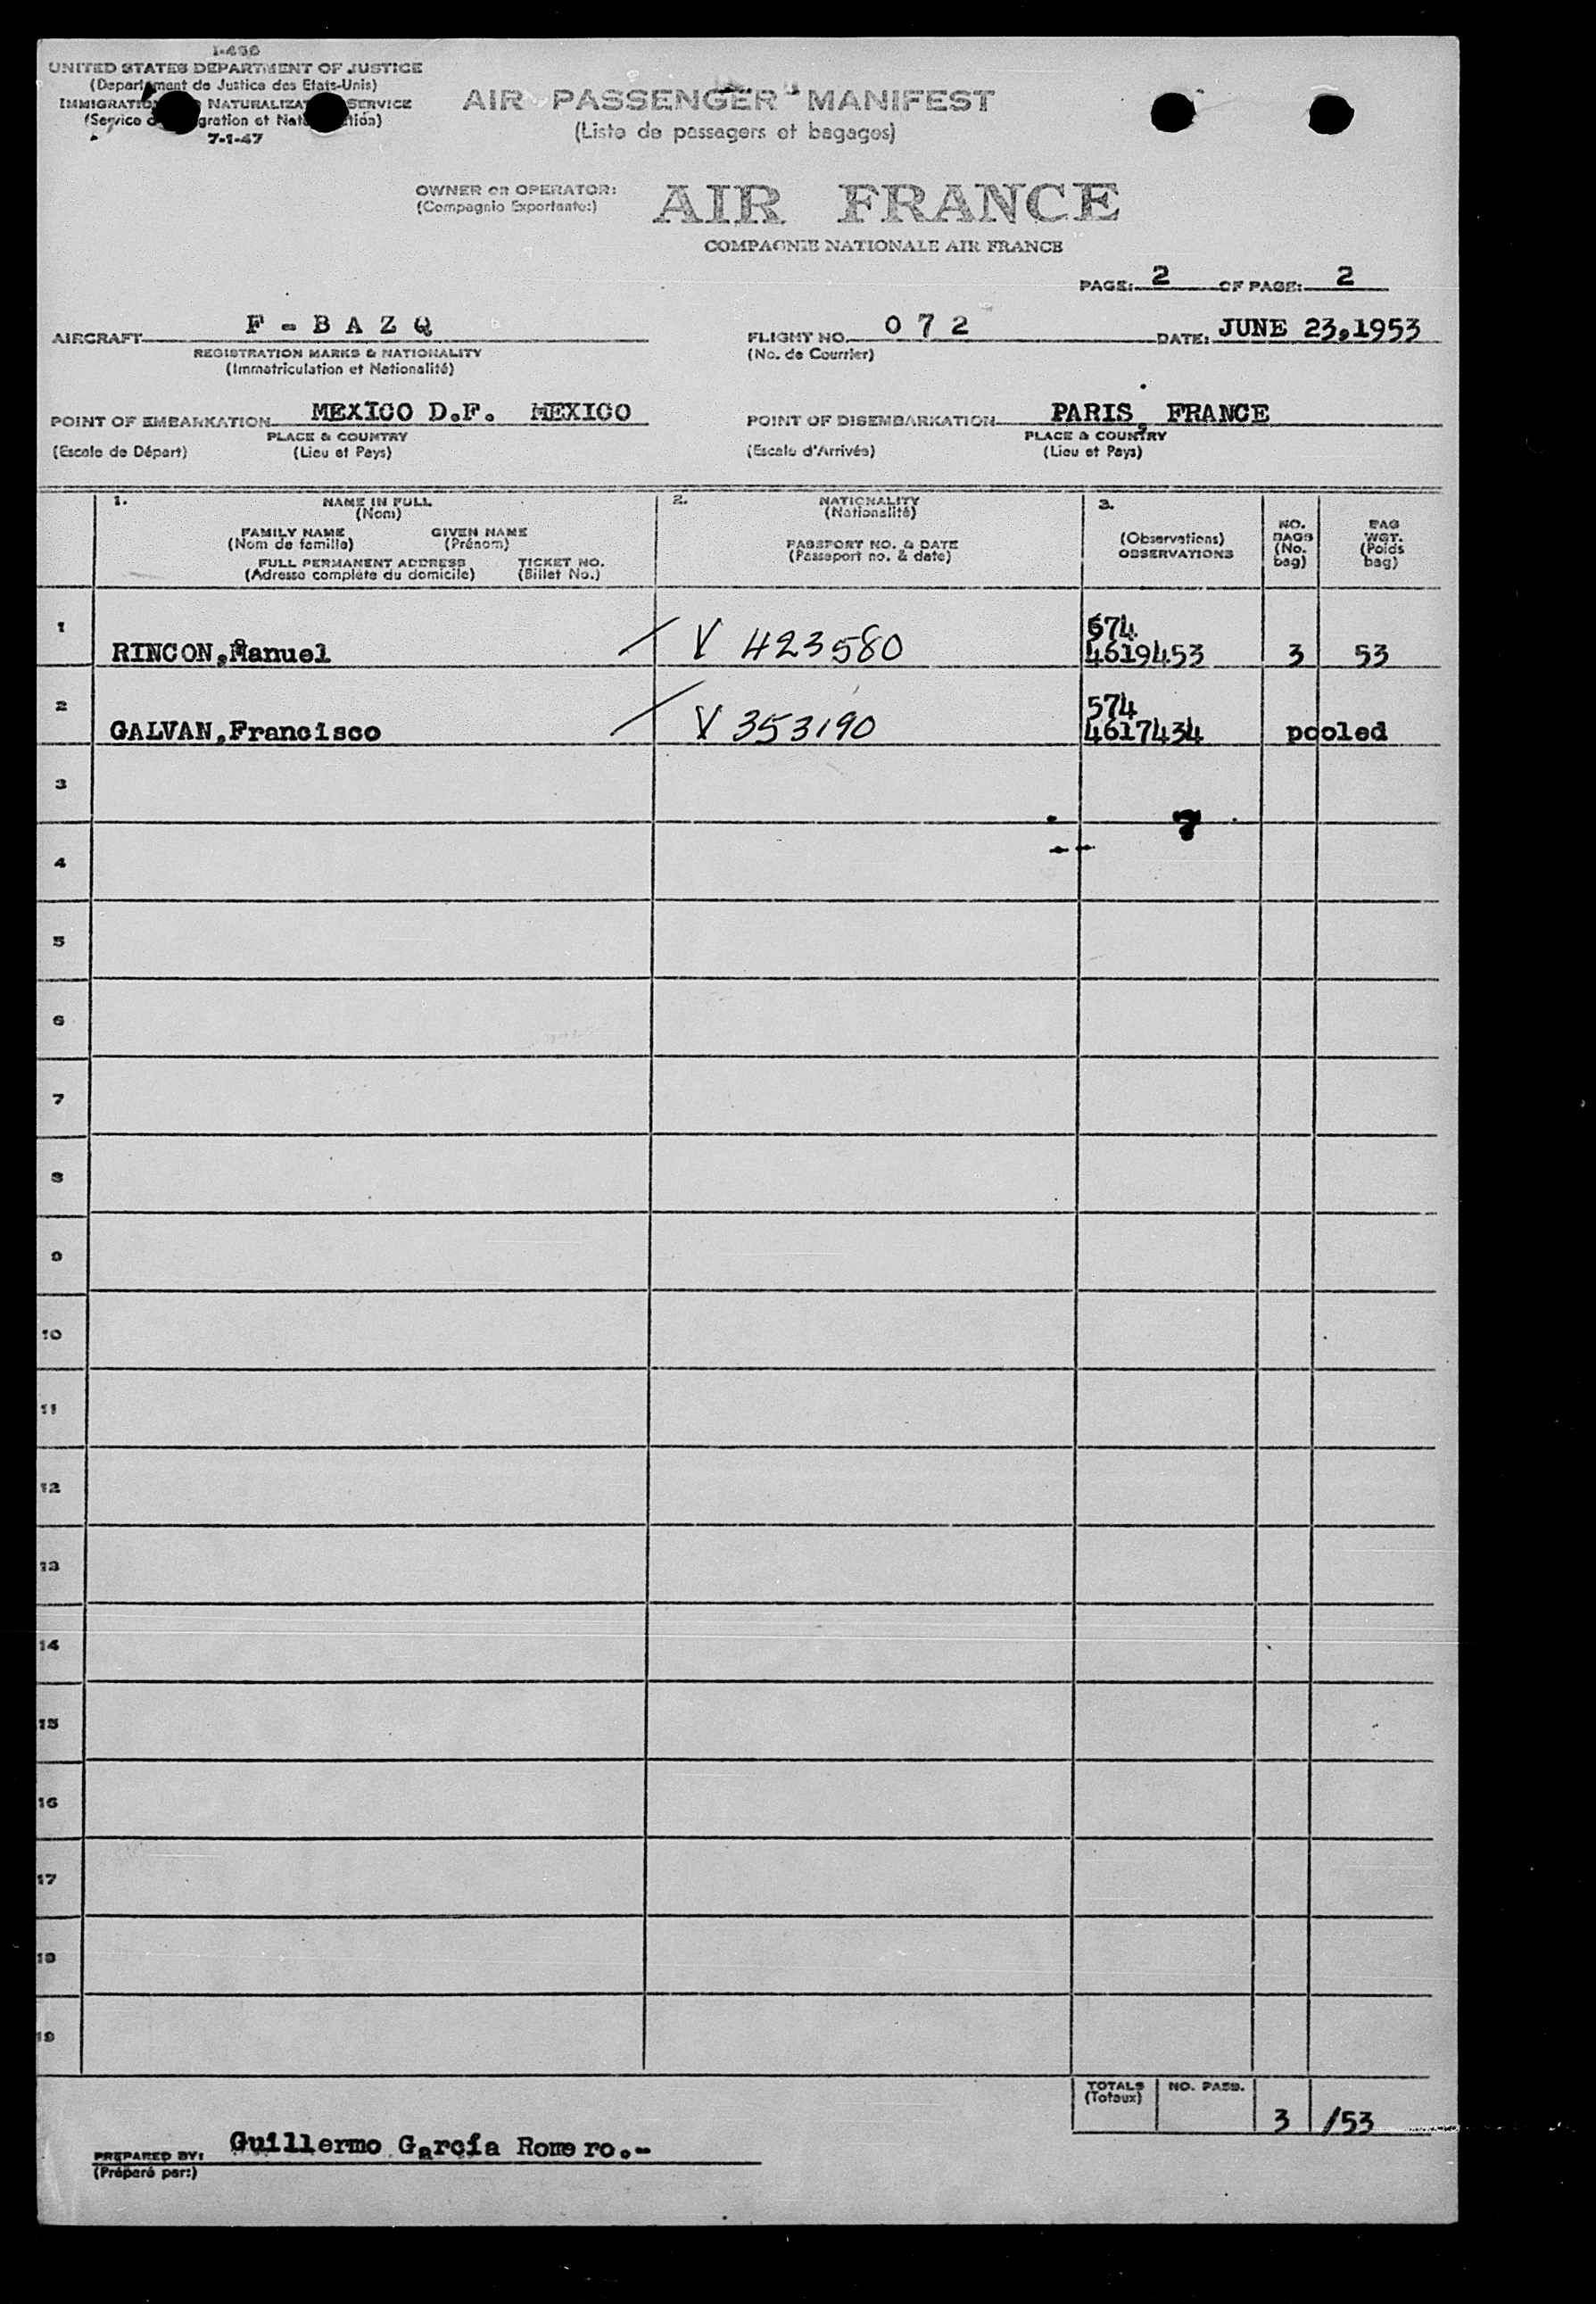 I-466
UNITED STATES DEPARTMENT OF JUSTICE
(Department de Justice des Etats-Unis)
NATURALIZAT SERVICE
7-1-47
AIR PASSENGER MANIFEST
(Liste de passagers et bagages)
OWNER OR OPERATOR:
(Compagnie Exportante:)
AIR FRANCE
COMPAGNIE NATIONALE AIR FRANCE
PAGE: 2 OF PAGE: 2
AIRCRAFT F - B A Z Q
REGISTRATION MARKS & NATIONALITY
(Immatriculation et Nationalité)
FLIGHT NO. 0 7 2
(No. de Courrier)
DATE: JUNE 23,1953
POINT OF EMBARKATION MEXICO D.F. MEXICO
PLACE & COUNTRY
(Escale de Départ) (Lieu et Pays)
POINT OF DISEMBARKATION PARIS, FRANCE
PLACE & COUNTRY
(Escale d'Arrivée) (Lieu et Pays)
1. NAME IN FULL
(Nom)
FAMILY NAME GIVEN NAME
(Nom de famille) (Prénom)
FULL PERMANENT ADDRESS TICKET NO.
(Adresse complète du domicile) (Billet No.)
2. NATIONALITY
(Nationalité)
PASSPORT NO. & DATE
(Passeport no. & date)
3.
(Observations)
OBSERVATIONS
NO.
BAGS
(No.
bag)
BAG
WGT.
(Poids
bag)
1 574
RINCON,Manuel V 423580 4619453 3 53
2 574
GALVAN,Francisco V 353190 4617434 pooled
3
4
5
6
7
8
9
10
11
12
13
14
15
16
17
18
19
TOTALS NO. PASS.
(Totaux)
3 /53
PREPARED BY: Guillermo García Romero.-
(Préparé par:)